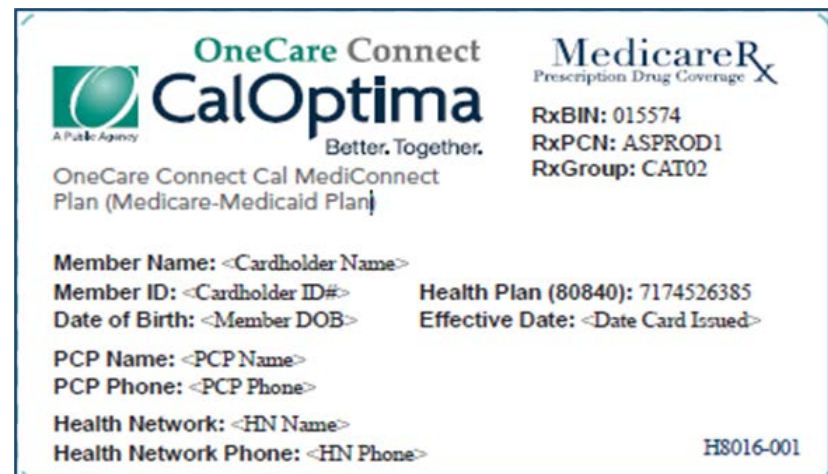 OneCare Connect
CalOptima
A Public Agency
Better. Together.
OneCare Connect Cal MediConnect
Plan (Medicare-Medicaid Plan)
MedicareRx
Prescription Drug Coverage
RxBIN: 015574
RxPCN: ASPROD1
RxGroup: CAT02
Member Name: <Cardholder Name>
Member ID: <Cardholder ID#>
Health Plan (80840): 7174526385
Date of Birth: <Member DOB>
Effective Date: <Date Card Issued>
PCP Name: <PCP Name>
PCP Phone: <PCP Phone>
Health Network: <HN Name>
Health Network Phone: <HN Phone>
H8016-001